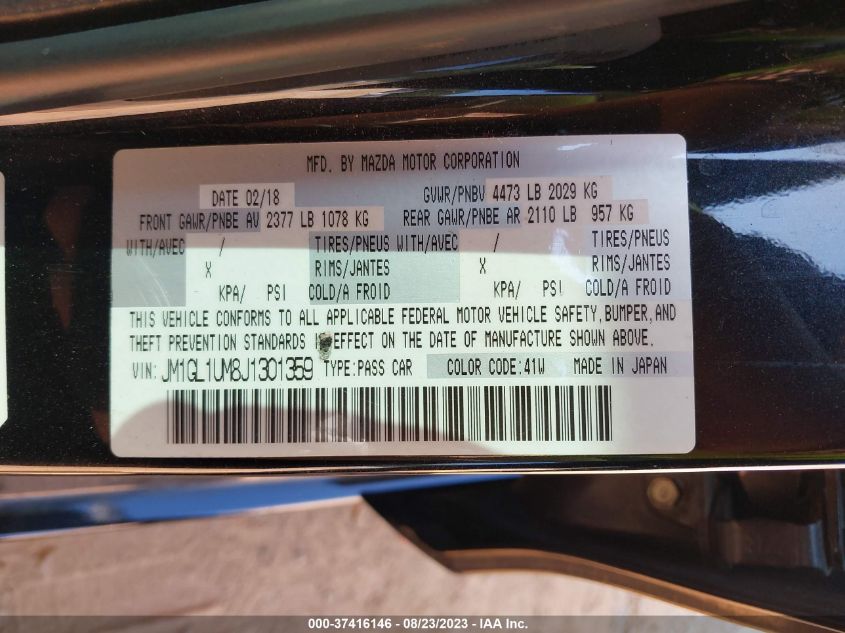 MFD. BY MAZDA MOTOR CORPORATION
DATE 02/18 GVWR/PNBV 4473 LB 2029 KG
FRONT GAWR/PNBE AV 2377 LB 1078 KG REAR GAWR/PNBE AR 2110 LB 957 KG
WITH/AVEC / TIRES/PNEUS WITH/AVEC / TIRES/PNEUS
X RIMS/JANTES X RIMS/JANTES
KPA/ PSI COLD/A FROID KPA/ PSI COLD/A FROID
THIS VEHICLE CONFORMS TO ALL APPLICABLE FEDERAL MOTOR VEHICLE SAFETY, BUMPER, AND
THEFT PREVENTION STANDARDS IN EFFECT ON THE DATE OF MANUFACTURE SHOWN ABOVE.
VIN: JM1GL1UM8J1301359 TYPE:PASS CAR COLOR CODE:41W MADE IN JAPAN
000-37416146 - 08/23/2023 - IAA Inc.